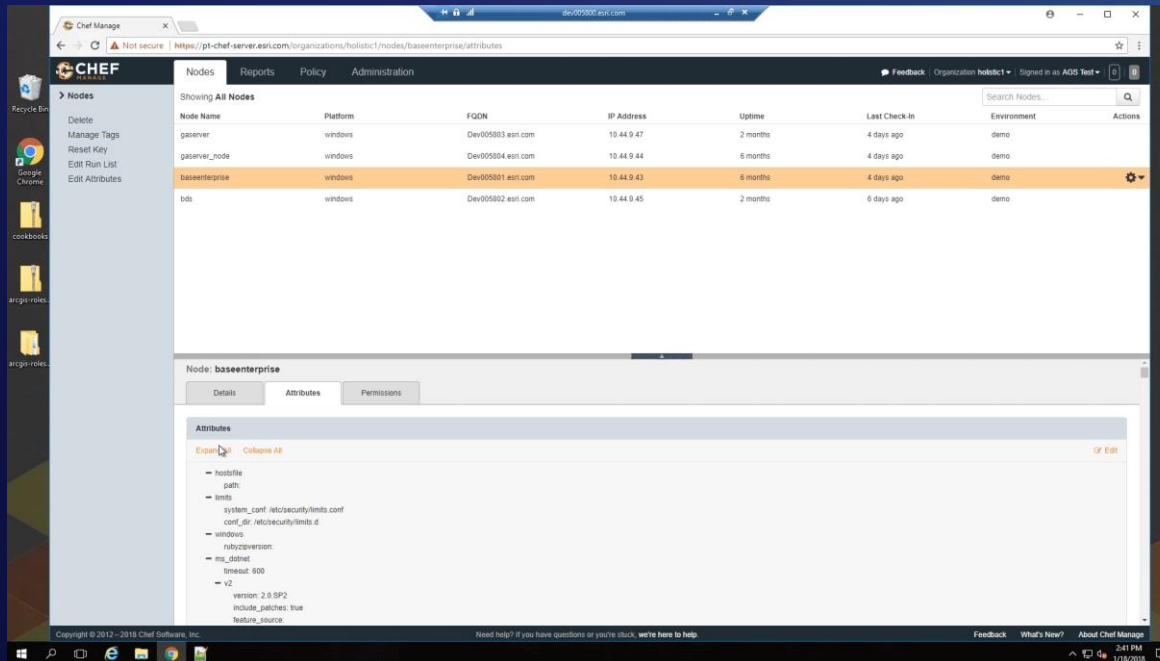 dev005800.esri.com
Chef Manage
Not secure | https://pt-chef-server.esri.com/organizations/holistic1/nodes/baseenterprise/attributes
CHEF
MANAGE
Nodes Reports Policy Administration
Feedback Organization holistic1 Signed in as AGS Test 0 0
Nodes
Delete
Manage Tags
Reset Key
Edit Run List
Edit Attributes
Showing All Nodes
Search Nodes...
Node Name Platform FQDN IP Address Uptime Last Check-In Environment Actions
gaserver windows Dev005803.esri.com 10.44.9.47 2 months 4 days ago demo
gaserver_node windows Dev005804.esri.com 10.44.9.44 6 months 4 days ago demo
baseenterprise windows Dev005801.esri.com 10.44.9.43 6 months 4 days ago demo
bds windows Dev005802.esri.com 10.44.9.45 2 months 6 days ago demo
Recycle Bin
Google Chrome
cookbooks
arcgis-roles...
arcgis-roles...
Node: baseenterprise
Details Attributes Permissions
Attributes
Expand All Collapse All Edit
hostsfile
path:
limits
system_conf: /etc/security/limits.conf
conf_dir: /etc/security/limits.d
windows
rubyzipversion:
ms_dotnet
timeout: 600
v2
version: 2.0.SP2
include_patches: true
feature_source:
Copyright © 2012 – 2018 Chef Software, Inc.
Need help? If you have questions or you're stuck, we're here to help.
Feedback What's New? About Chef Manage
2:41 PM
1/18/2018